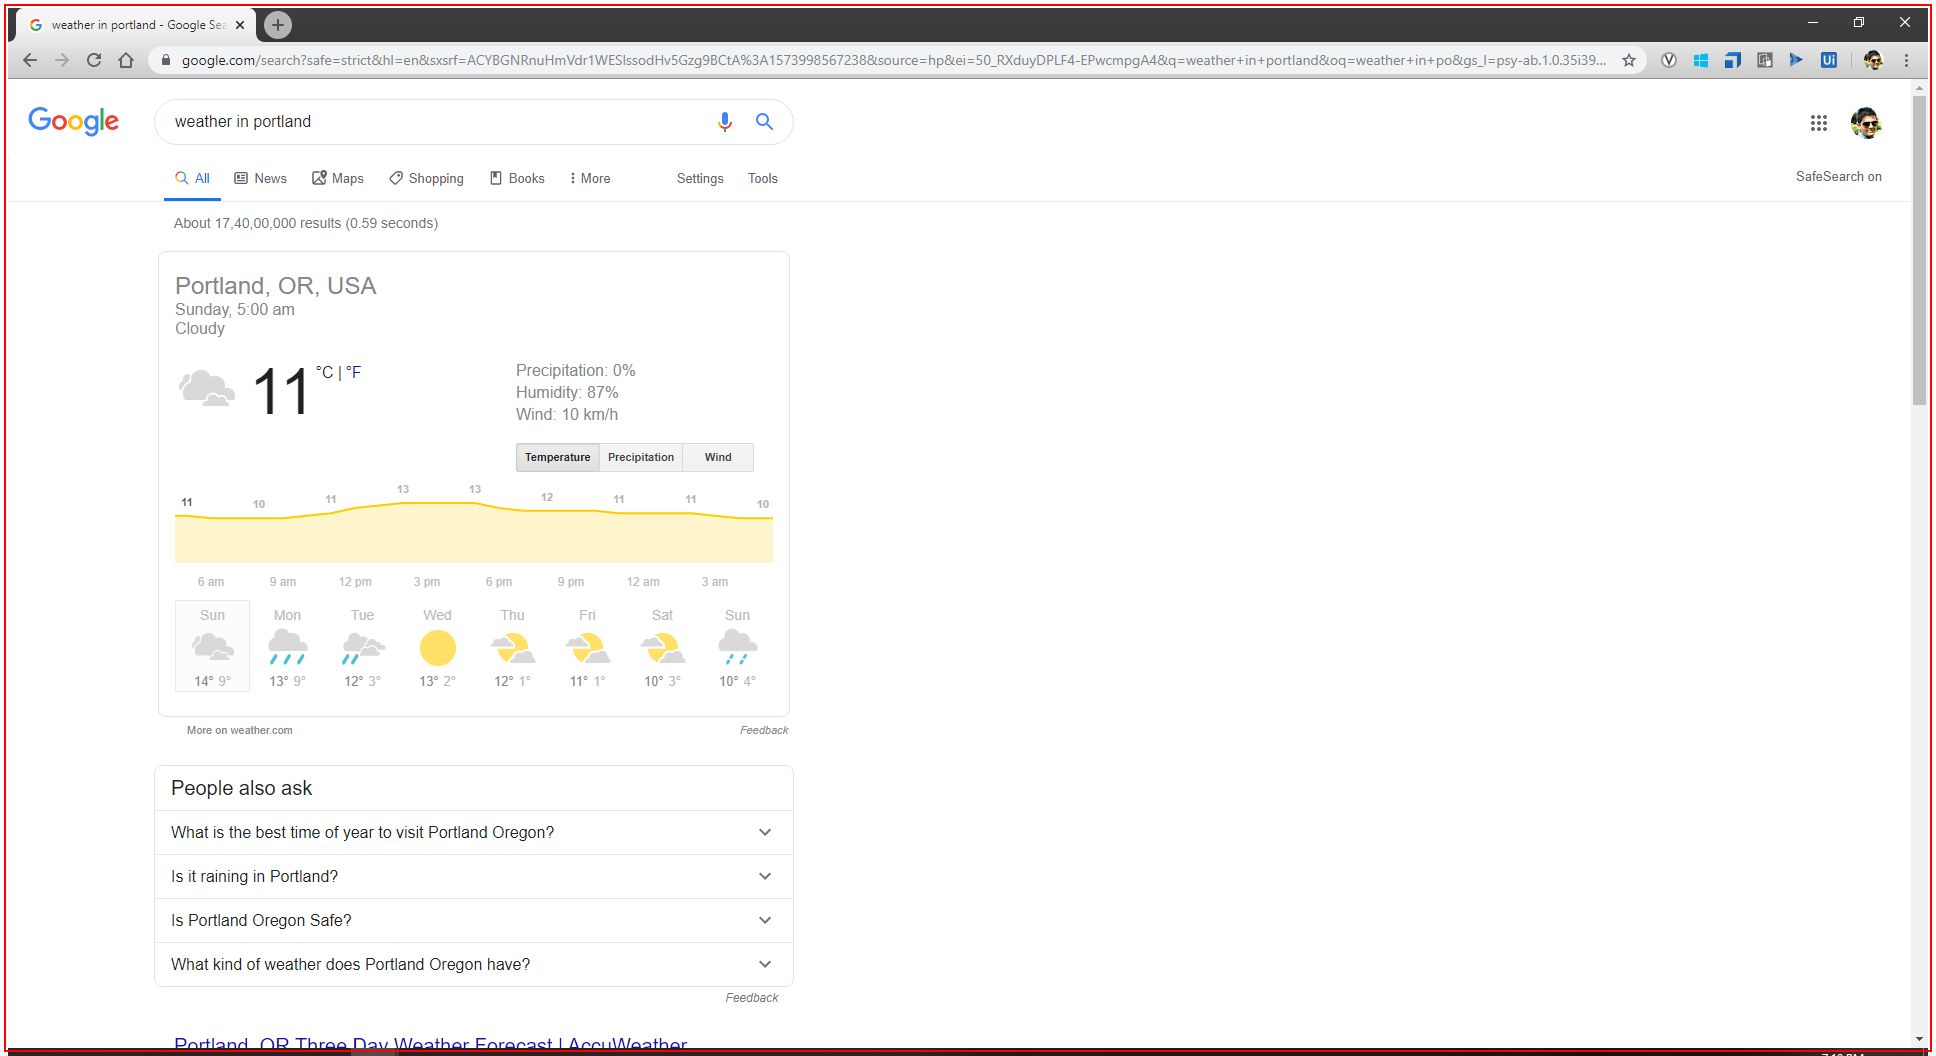 weather in portland - Google Sea
google.com/search?safe=strict&hl=en&sxsrf=ACYBGNRnuHmVdr1WESIssodHv5Gzg9BCtA%3A1573998567238&source=hp&ei=50_RXduyDPLF4-EPwcmpgA4&q=weather+in+portland&oq=weather+in+po&gs_l=psy-ab.1.0.35i39...
Ui
Google
weather in portland
All News Maps Shopping Books More Settings Tools
SafeSearch on
About 17,40,00,000 results (0.59 seconds)
Portland, OR, USA
Sunday, 5:00 am
Cloudy
11 °C | °F
Precipitation: 0%
Humidity: 87%
Wind: 10 km/h
Temperature Precipitation Wind
11 10 11 13 13 12 11 11 10
6 am 9 am 12 pm 3 pm 6 pm 9 pm 12 am 3 am
Sun Mon Tue Wed Thu Fri Sat Sun
14° 9° 13° 9° 12° 3° 13° 2° 12° 1° 11° 1° 10° 3° 10° 4°
More on weather.com Feedback
People also ask
What is the best time of year to visit Portland Oregon?
Is it raining in Portland?
Is Portland Oregon Safe?
What kind of weather does Portland Oregon have?
Feedback
Portland, OR Three Day Weather Forecast | AccuWeather